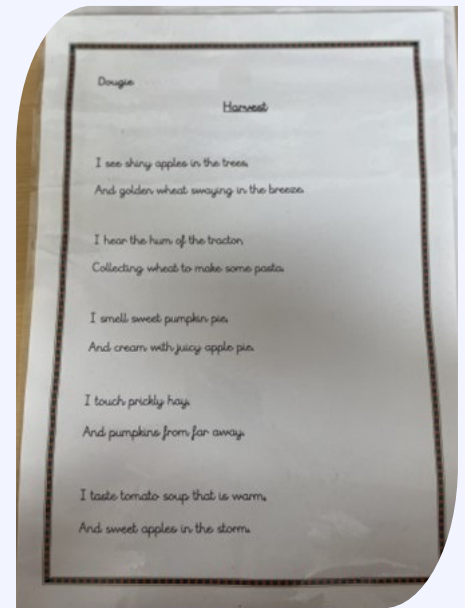 Dougie
Harvest
I see shiny apples in the trees,
And golden wheat swaying in the breeze.
I hear the hum of the tractor,
Collecting wheat to make some pasta.
I smell sweet pumpkin pie,
And cream with juicy apple pie.
I touch prickly hay,
And pumpkins from far away.
I taste tomato soup that is warm,
And sweet apples in the storm.